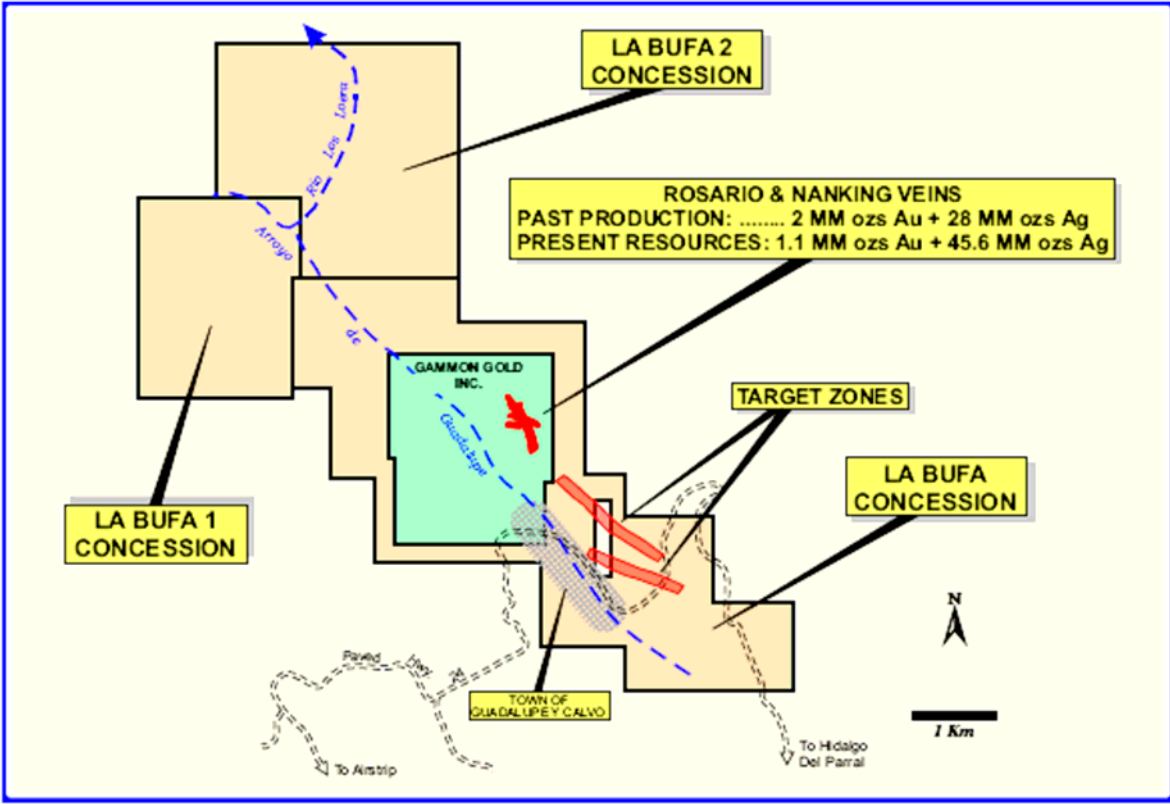 LA BUFA 2
CONCESSION
Rio Los Loera
ROSARIO & NANKING VEINS
PAST PRODUCTION: ........ 2 MM ozs Au + 28 MM ozs Ag
PRESENT RESOURCES: 1.1 MM ozs Au + 45.6 MM ozs Ag
Arroyo
de
Guadalupe
GAMMON GOLD
INC.
TARGET ZONES
LA BUFA
CONCESSION
LA BUFA 1
CONCESSION
N
Paved Hwy. 24
TOWN OF
GUADALUPE Y CALVO
1 Km
To Airstrip
To Hidalgo
Del Parral